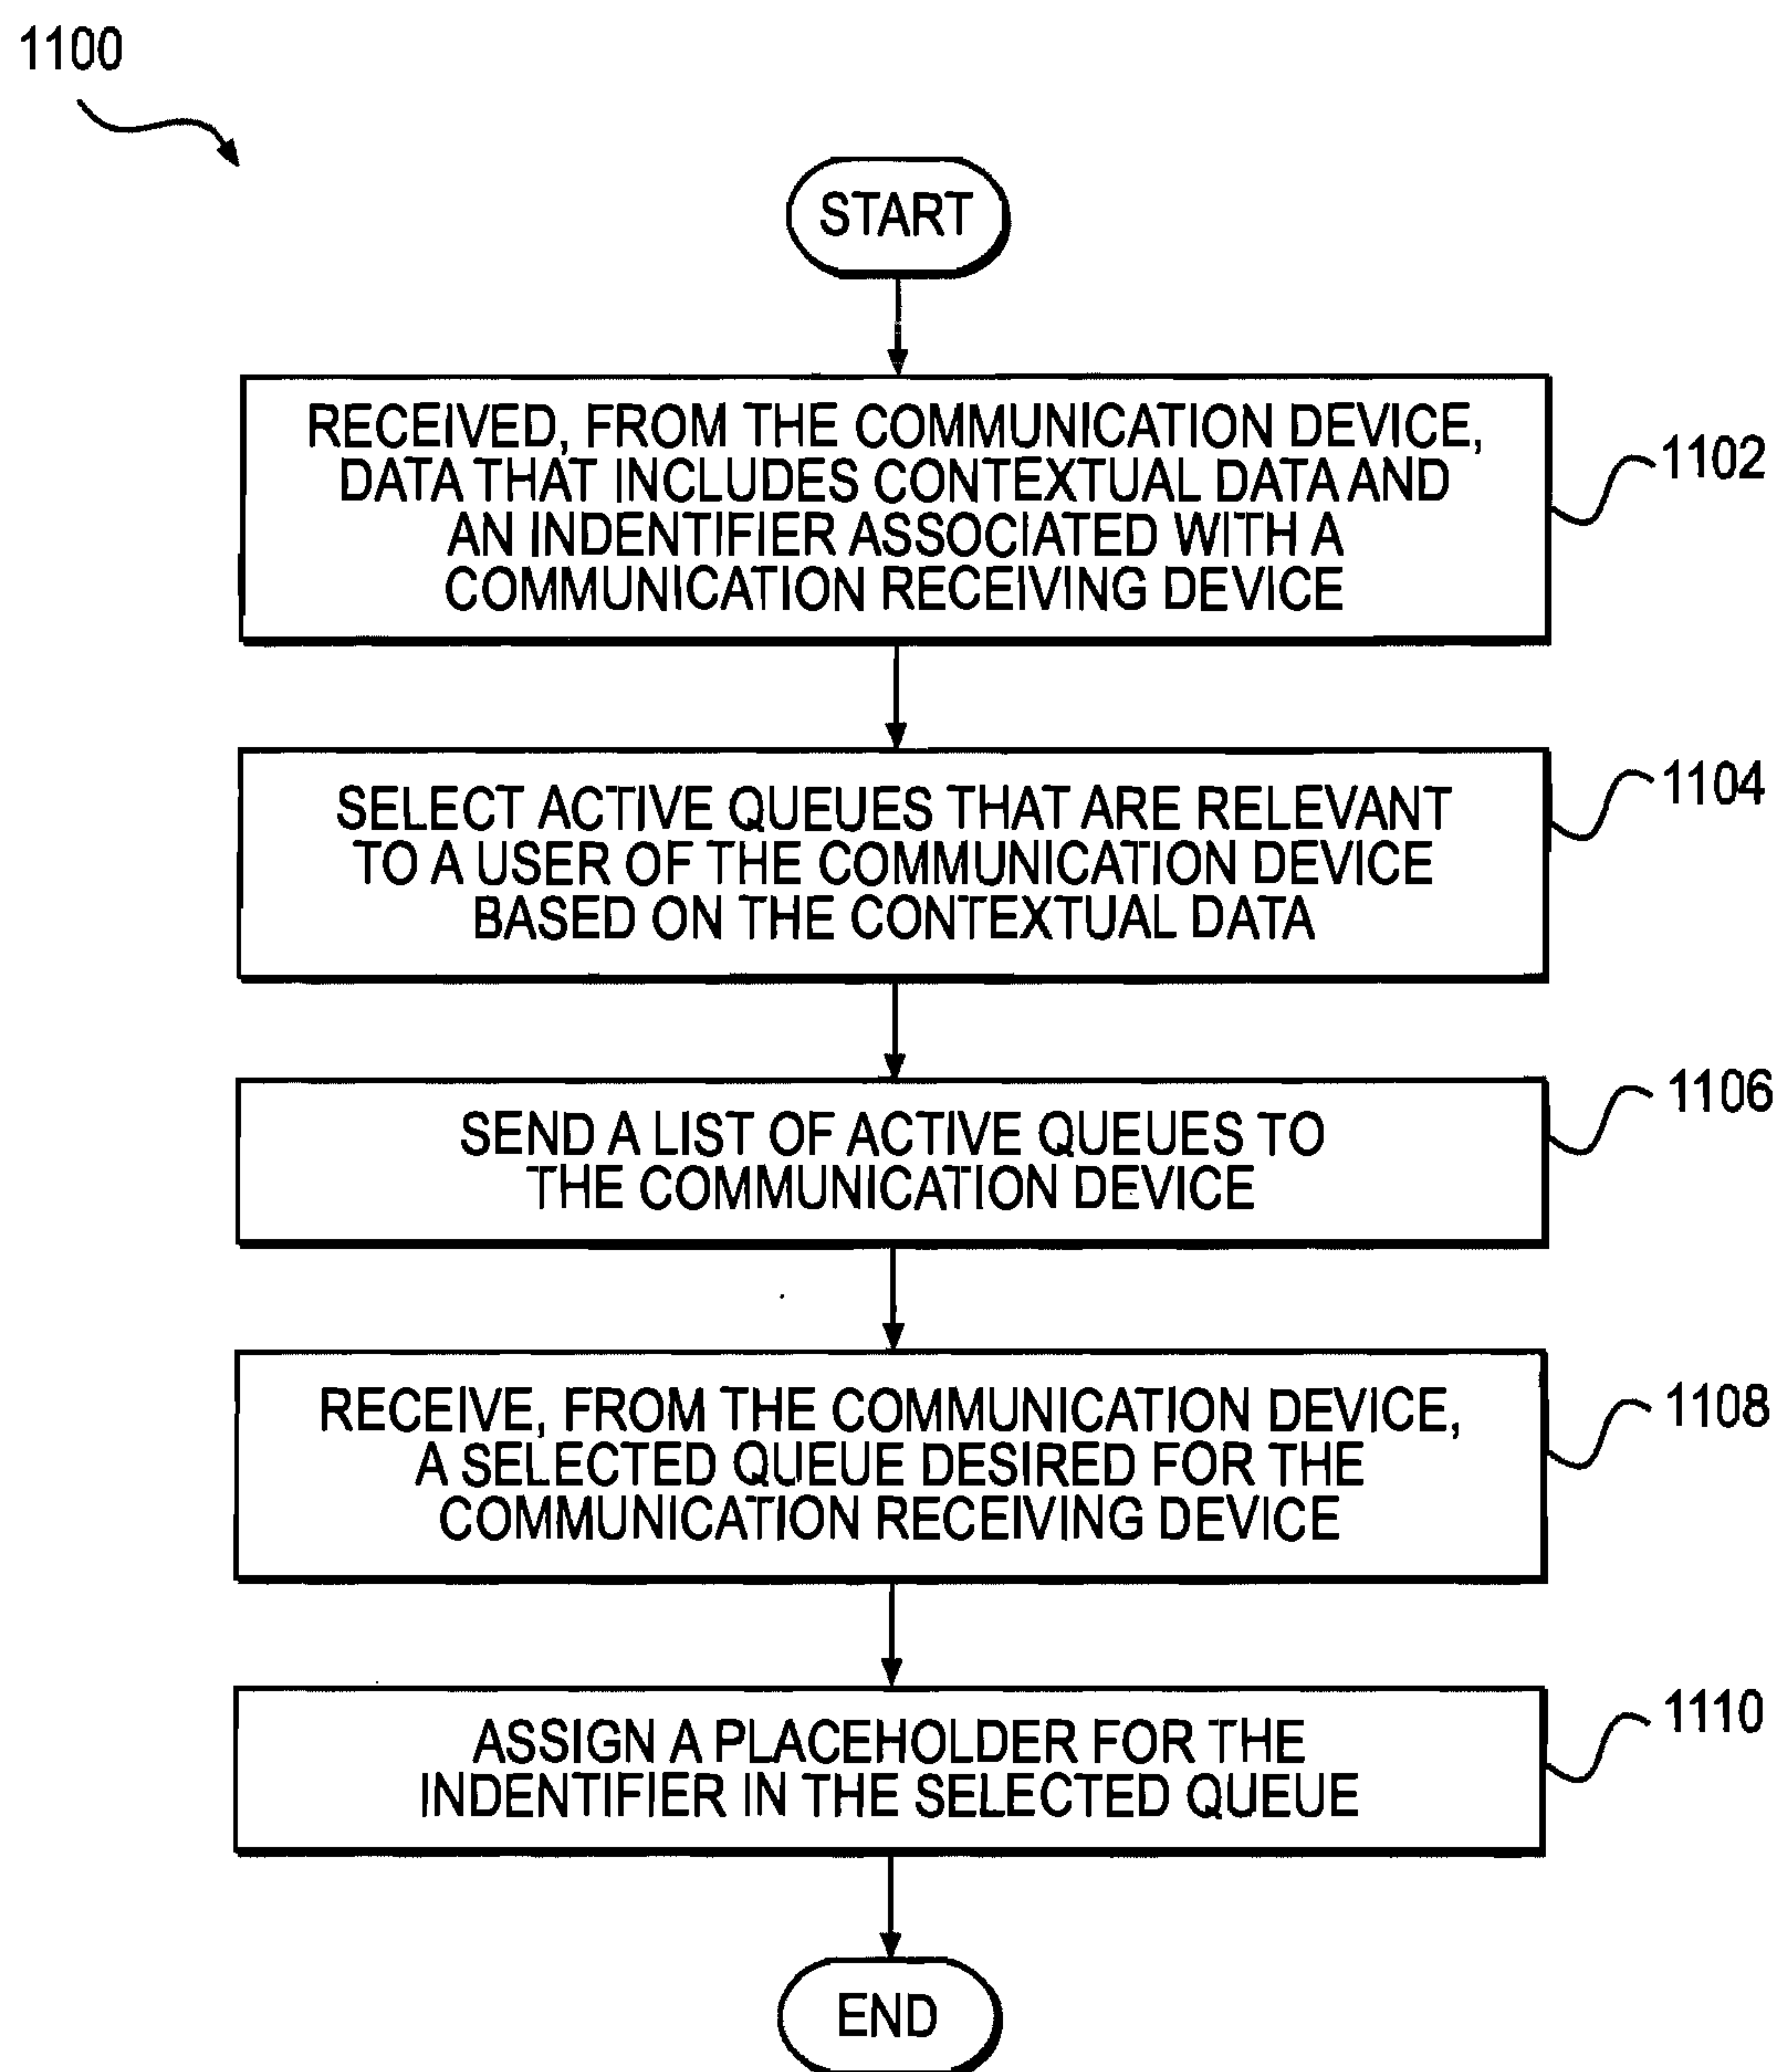 1100
START
RECEIVED, FROM THE COMMUNICATION DEVICE,
DATA THAT INCLUDES CONTEXTUAL DATA AND
AN INDENTIFIER ASSOCIATED WITH A
COMMUNICATION RECEIVING DEVICE
1102
SELECT ACTIVE QUEUES THAT ARE RELEVANT
TO A USER OF THE COMMUNICATION DEVICE
BASED ON THE CONTEXTUAL DATA
1104
SEND A LIST OF ACTIVE QUEUES TO
THE COMMUNICATION DEVICE
1106
RECEIVE, FROM THE COMMUNICATION DEVICE,
A SELECTED QUEUE DESIRED FOR THE
COMMUNICATION RECEIVING DEVICE
1108
ASSIGN A PLACEHOLDER FOR THE
INDENTIFIER IN THE SELECTED QUEUE
1110
END